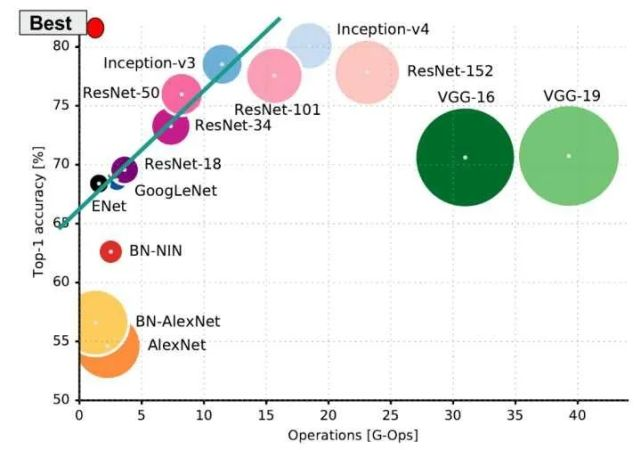 Best
80
Inception-v4
Inception-v3
ResNet-152
ResNet-50
VGG-16
VGG-19
75
ResNet-101
ResNet-34
70
ResNet-18
GoogLeNet
ENet
65
BN-NIN
60
BN-AlexNet
55
AlexNet
50
0 5 10 15 20 25 30 35 40
Operations [G-Ops]
Top-1 accuracy [%]